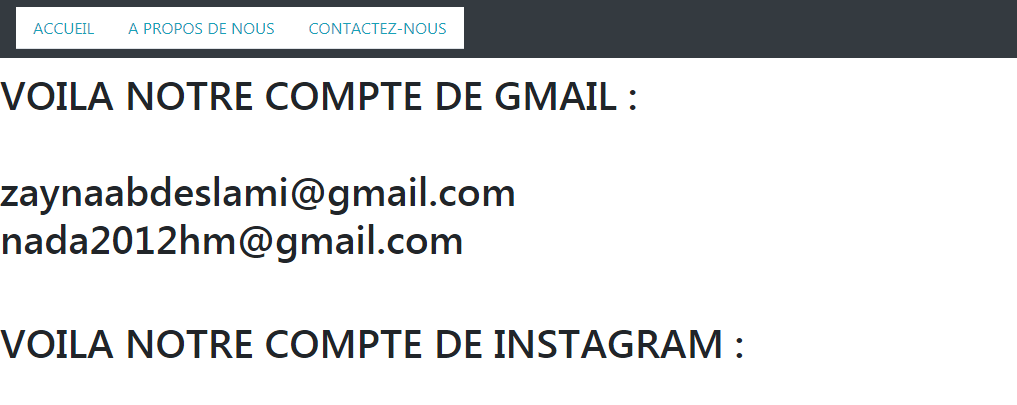 ACCUEIL A PROPOS DE NOUS CONTACTEZ-NOUS
VOILA NOTRE COMPTE DE GMAIL :
zaynaabdeslami@gmail.com
nada2012hm@gmail.com
VOILA NOTRE COMPTE DE INSTAGRAM :